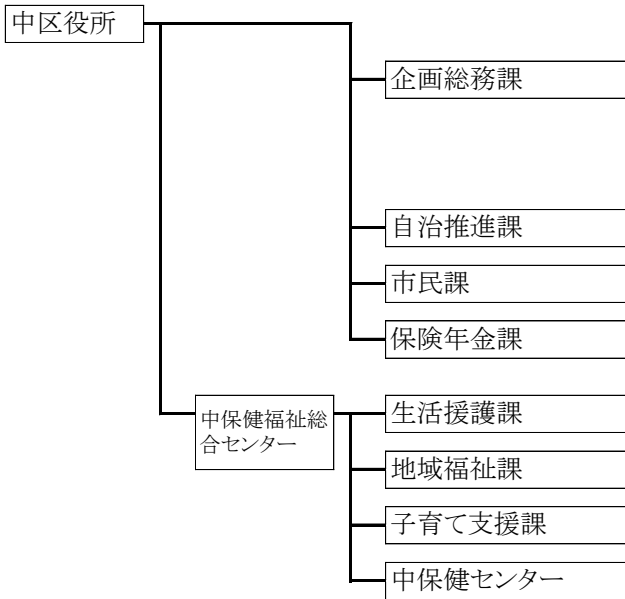 中区役所
企画総務課
自治推進課
市民課
保険年金課
中保健福祉総
合センター
生活援護課
地域福祉課
子育て支援課
中保健センター